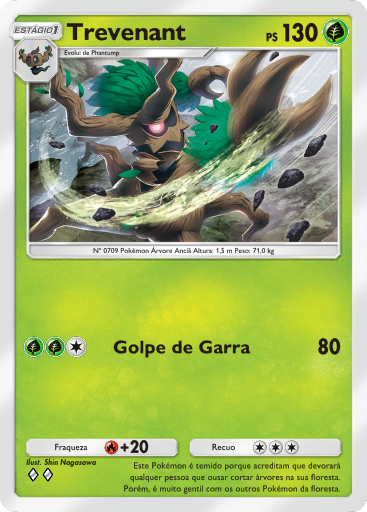 ESTÁGIO 1
Trevenant
PS 130
Evolui de Phantump
Nº 0709 Pokémon Árvore Anciã Altura: 1,5 m Peso: 71,0 kg
Golpe de Garra 80
Fraqueza +20
Recuo
Ilust. Shin Nagasawa
Este Pokémon é temido porque acreditam que devorará
qualquer pessoa que ousar cortar árvores na sua floresta.
Porém, é muito gentil com os outros Pokémon da floresta.